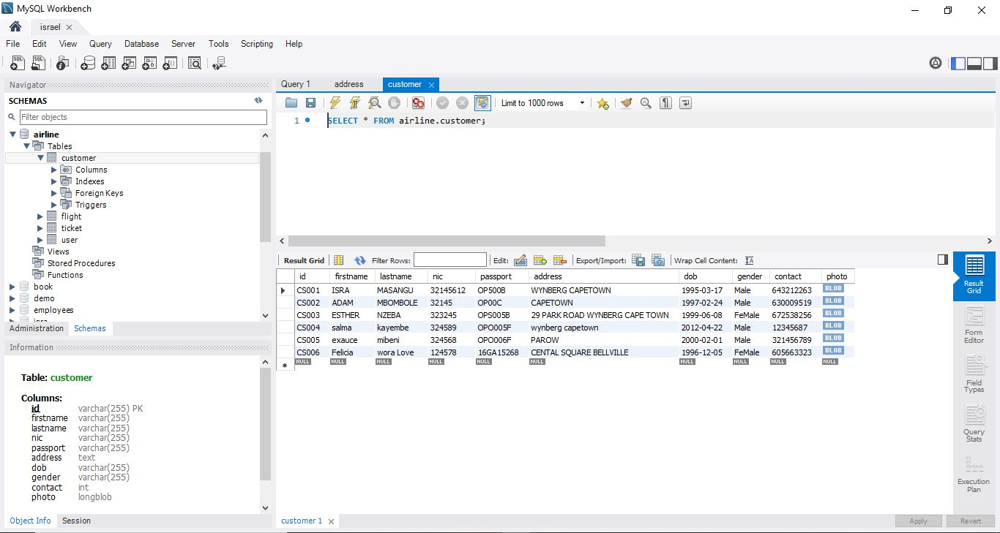 MySQL Workbench
israel
File Edit View Query Database Server Tools Scripting Help
Navigator
SCHEMAS
Filter objects
airline
Tables
customer
Columns
Indexes
Foreign Keys
Triggers
flight
ticket
user
Views
Stored Procedures
Functions
book
demo
employees
Administration Schemas
Information
Table: customer
Columns:
id varchar(255) PK
firstname varchar(255)
lastname varchar(255)
nic varchar(255)
passport varchar(255)
address text
dob varchar(255)
gender varchar(255)
contact int
photo longblob
Object Info Session
Query 1 address customer
Limit to 1000 rows
1 SELECT * FROM airline.customer;
Result Grid Filter Rows: Edit: Export/Import: Wrap Cell Content:
id firstname lastname nic passport address dob gender contact photo
CS001 ISRA MASANGU 32145612 OP500B WYNBERG CAPETOWN 1995-03-17 Male 643212263 BLOB
CS002 ADAM MBOMBOLE 32145 OP00C CAPETOWN 1997-02-24 Male 630009519 BLOB
CS003 ESTHER NZEBA 323245 OPS005B 29 PARK ROAD WYNBERG CAPE TOWN 1999-06-08 FeMale 672538256 BLOB
CS004 salma kayembe 324589 OPO005F wynberg capetown 2012-04-22 Male 12345687 BLOB
CS005 exauce mibeni 324568 OPO006F PAROW 2000-02-01 Male 321456789 BLOB
CS006 Felicia wora Love 124578 16GA15268 CENTAL SQUARE BELLVILLE 1996-12-05 FeMale 605663323 BLOB
NULL NULL NULL NULL NULL NULL NULL NULL NULL NULL
Result
Grid
Form
Editor
Field
Types
Query
Stats
Execution
Plan
customer 1
Apply Revert